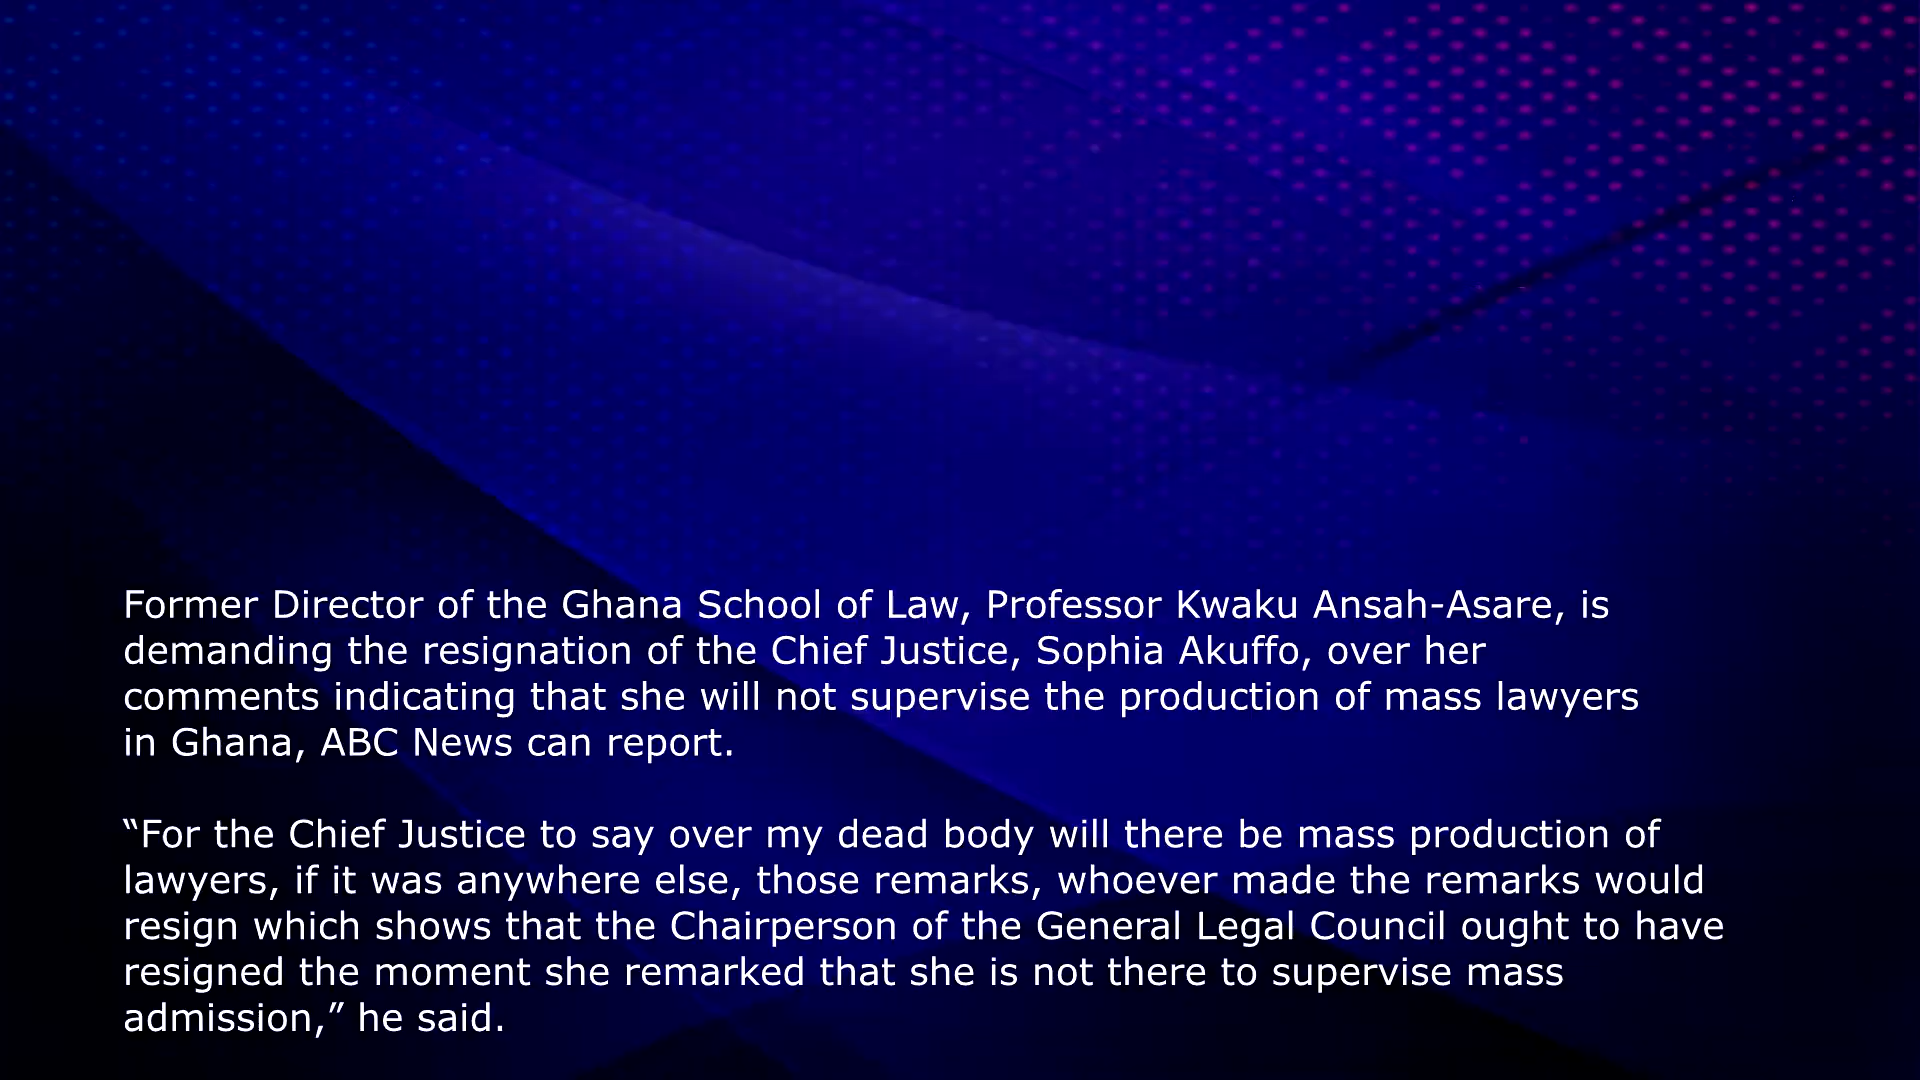 Former Director of the Ghana School of Law, Professor Kwaku Ansah-Asare, is
demanding the resignation of the Chief Justice, Sophia Akuffo, over her
comments indicating that she will not supervise the production of mass lawyers
in Ghana, ABC News can report.
“For the Chief Justice to say over my dead body will there be mass production of
lawyers, if it was anywhere else, those remarks, whoever made the remarks would
resign which shows that the Chairperson of the General Legal Council ought to have
resigned the moment she remarked that she is not there to supervise mass
admission,” he said.